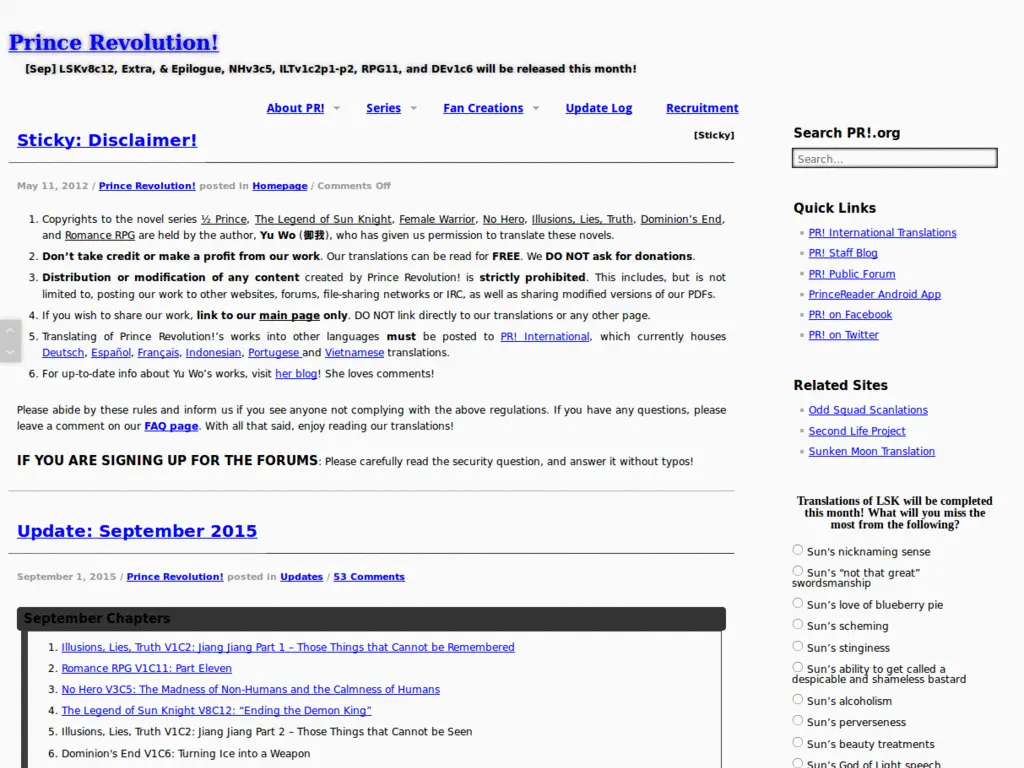 Prince Revolution!
[Sep] LSKv8c12, Extra, & Epilogue, NHv3c5, ILTv1c2p1-p2, RPG11, and DEv1c6 will be released this month!
About PR! Series Fan Creations Update Log Recruitment
Sticky: Disclaimer!
[Sticky]
May 11, 2012 / Prince Revolution! posted in Homepage / Comments Off
1. Copyrights to the novel series ½ Prince, The Legend of Sun Knight, Female Warrior, No Hero, Illusions, Lies, Truth, Dominion’s End,
and Romance RPG are held by the author, Yu Wo (御我), who has given us permission to translate these novels.
2. Don’t take credit or make a profit from our work. Our translations can be read for FREE. We DO NOT ask for donations.
3. Distribution or modification of any content created by Prince Revolution! is strictly prohibited. This includes, but is not
limited to, posting our work to other websites, forums, file-sharing networks or IRC, as well as sharing modified versions of our PDFs.
4. If you wish to share our work, link to our main page only. DO NOT link directly to our translations or any other page.
5. Translating of Prince Revolution!’s works into other languages must be posted to PR! International, which currently houses
Deutsch, Español, Français, Indonesian, Portugese and Vietnamese translations.
6. For up-to-date info about Yu Wo’s works, visit her blog! She loves comments!
Please abide by these rules and inform us if you see anyone not complying with the above regulations. If you have any questions, please
leave a comment on our FAQ page. With all that said, enjoy reading our translations!
IF YOU ARE SIGNING UP FOR THE FORUMS: Please carefully read the security question, and answer it without typos!
Update: September 2015
September 1, 2015 / Prince Revolution! posted in Updates / 53 Comments
September Chapters
1. Illusions, Lies, Truth V1C2: Jiang Jiang Part 1 – Those Things that Cannot be Remembered
2. Romance RPG V1C11: Part Eleven
3. No Hero V3C5: The Madness of Non-Humans and the Calmness of Humans
4. The Legend of Sun Knight V8C12: “Ending the Demon King”
5. Illusions, Lies, Truth V1C2: Jiang Jiang Part 2 – Those Things that Cannot be Seen
6. Dominion's End V1C6: Turning Ice into a Weapon
Search PR!.org
Search...
Quick Links
PR! International Translations
PR! Staff Blog
PR! Public Forum
PrinceReader Android App
PR! on Facebook
PR! on Twitter
Related Sites
Odd Squad Scanlations
Second Life Project
Sunken Moon Translation
Translations of LSK will be completed
this month! What will you miss the
most from the following?
Sun's nicknaming sense
Sun’s “not that great”
swordsmanship
Sun’s love of blueberry pie
Sun’s scheming
Sun’s stinginess
Sun’s ability to get called a
despicable and shameless bastard
Sun’s alcoholism
Sun’s perverseness
Sun’s beauty treatments
Sun’s God of Light speech